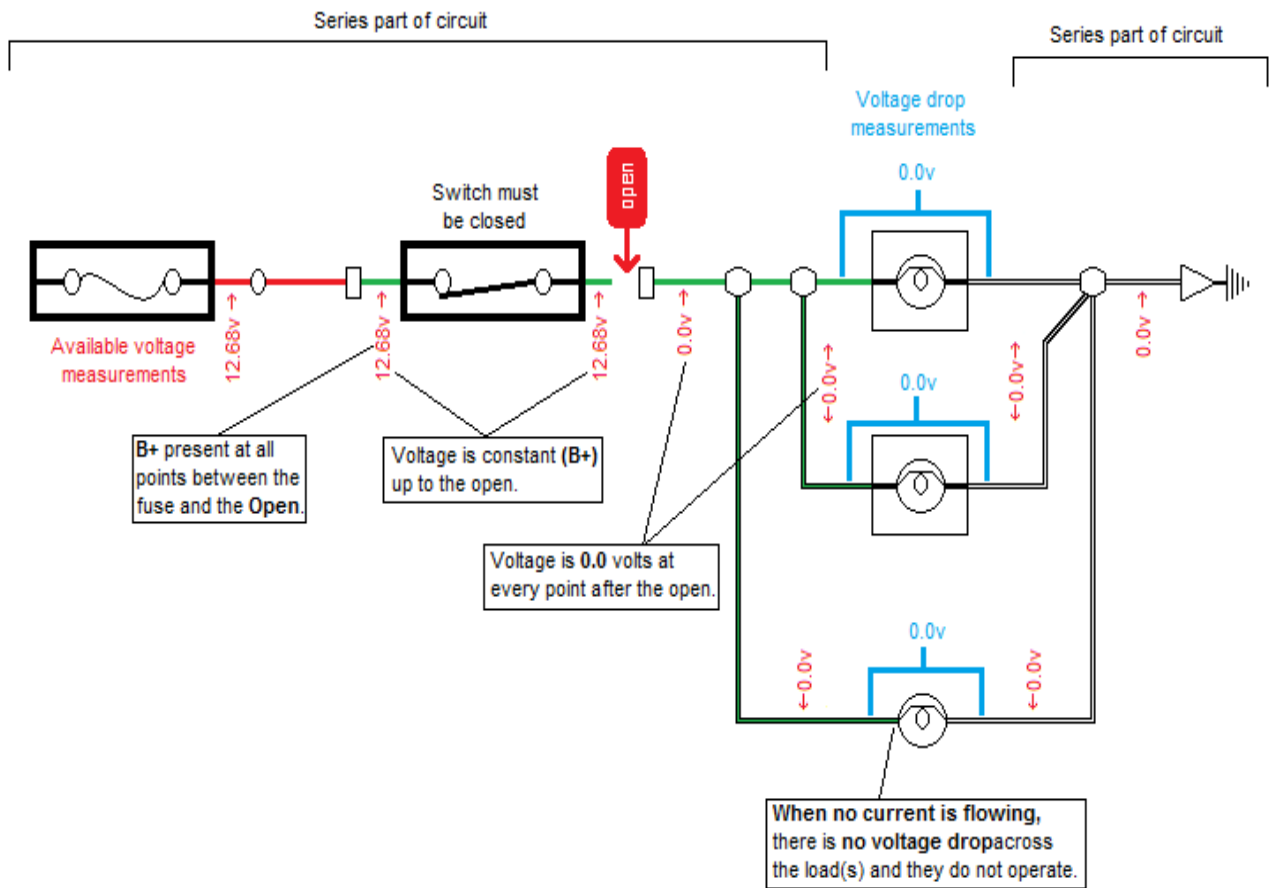 Series part of circuit
Series part of circuit
Voltage drop
measurements
0.0v
open
Switch must
be closed
Available voltage
measurements
12.68v →
12.68v →
12.68v →
0.0v →
←0.0v→
←0.0v→
0.0v →
0.0v
B+ present at all
points between the
fuse and the Open.
Voltage is constant (B+)
up to the open.
Voltage is 0.0 volts at
every point after the open.
0.0v
←0.0v
←0.0v
When no current is flowing,
there is no voltage dropacross
the load(s) and they do not operate.